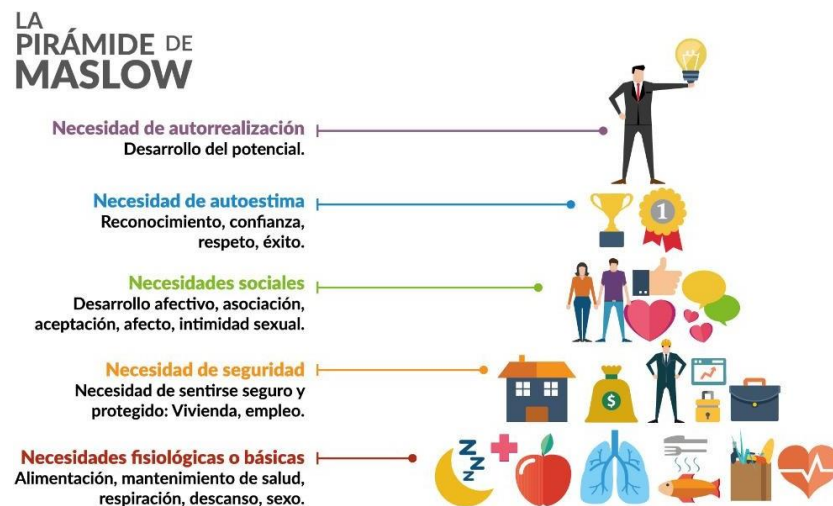 LA
PIRÁMIDE DE
MASLOW
Necesidad de autorrealización
Desarrollo del potencial.
Necesidad de autoestima
Reconocimiento, confianza,
respeto, éxito.
1
Necesidades sociales
Desarrollo afectivo, asociación,
aceptación, afecto, intimidad sexual.
Necesidad de seguridad
Necesidad de sentirse seguro y
protegido: Vivienda, empleo.
$
Necesidades fisiológicas o básicas
Alimentación, mantenimiento de salud,
respiración, descanso, sexo.
Z
Z
Z
Z